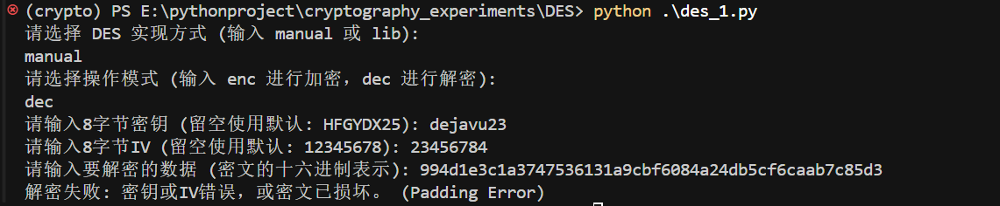 (crypto) PS E:\pythonproject\cryptography_experiments\DES> python .\des_1.py
请选择 DES 实现方式 (输入 manual 或 lib):
manual
请选择操作模式 (输入 enc 进行加密，dec 进行解密):
dec
请输入8字节密钥 (留空使用默认: HFGYDX25): dejavu23
请输入8字节IV (留空使用默认: 12345678): 23456784
请输入要解密的数据 (密文的十六进制表示): 994d1e3c1a3747536131a9cbf6084a24db5cf6caab7c85d3
解密失败: 密钥或IV错误，或密文已损坏。 (Padding Error)